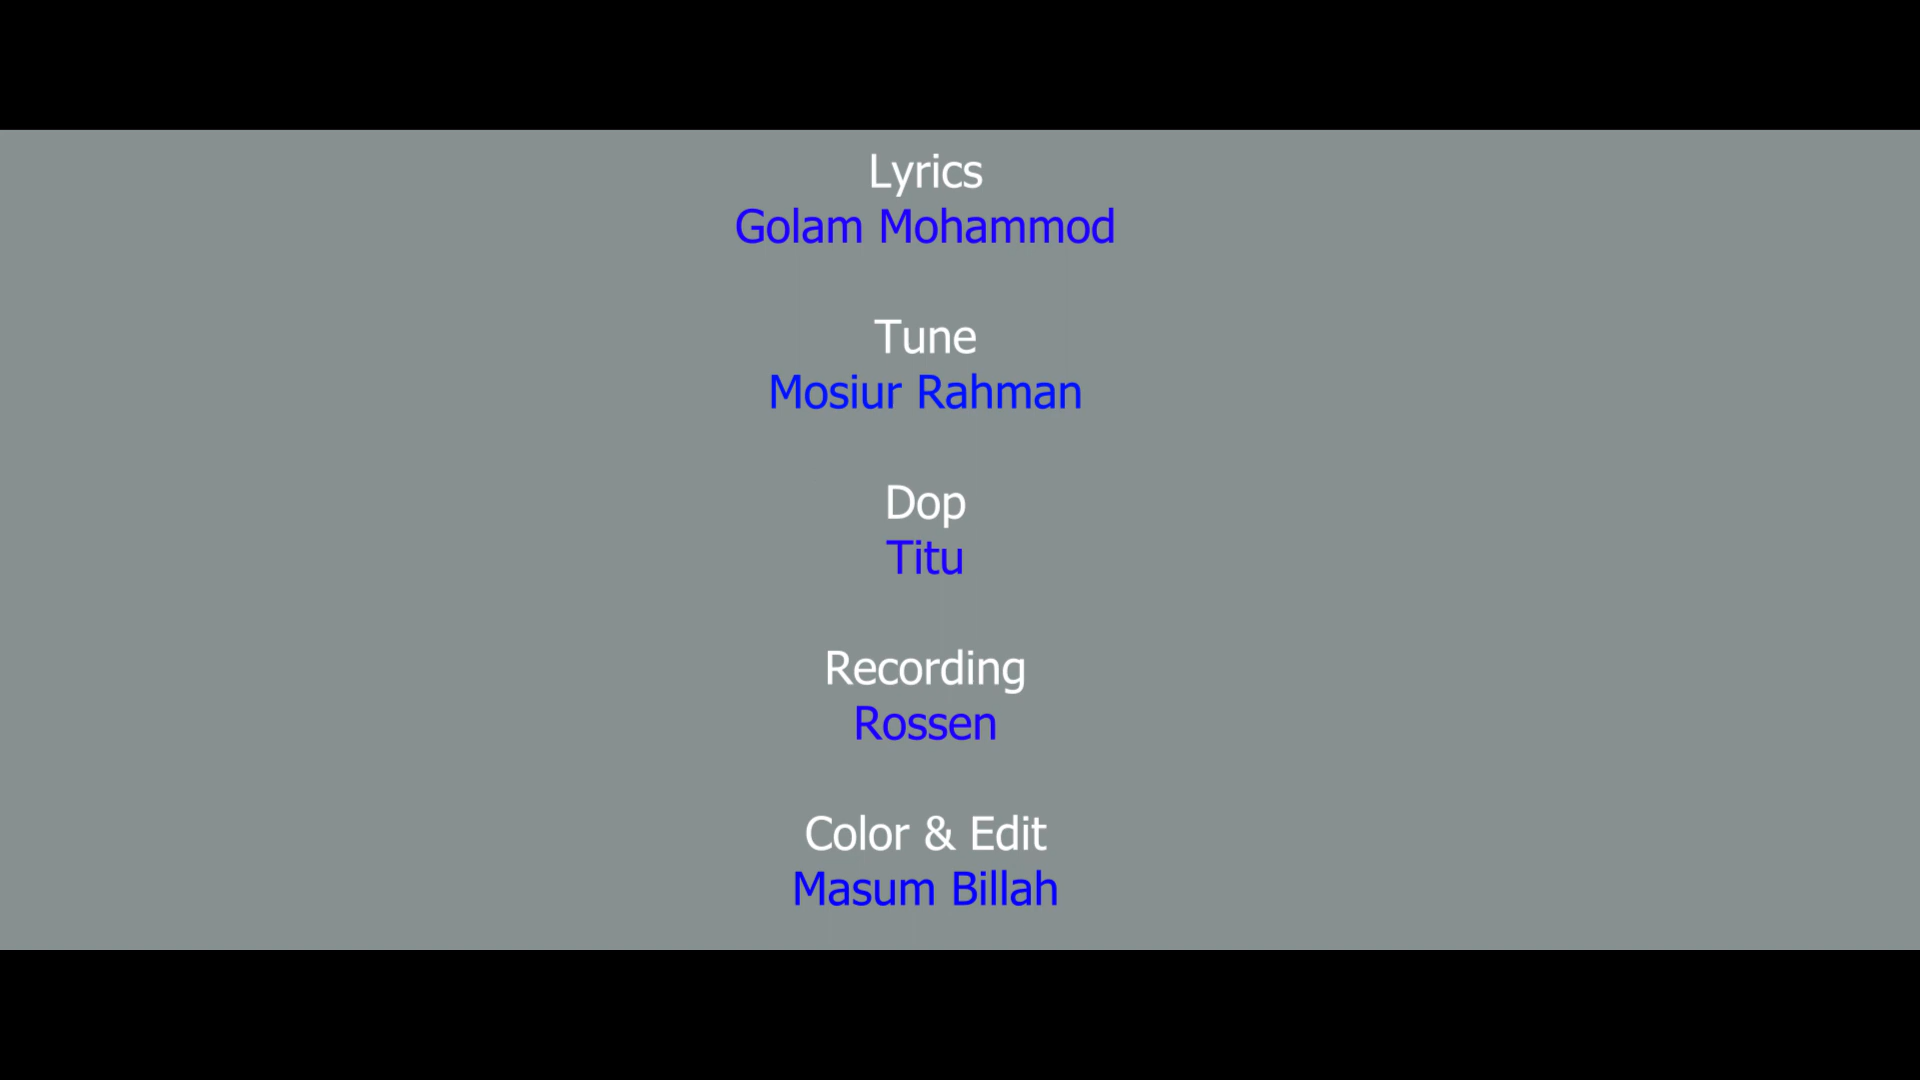 Lyrics
Golam Mohammod
Tune
Mosiur Rahman
Dop
Titu
Recording
Rossen
Color & Edit
Masum Billah